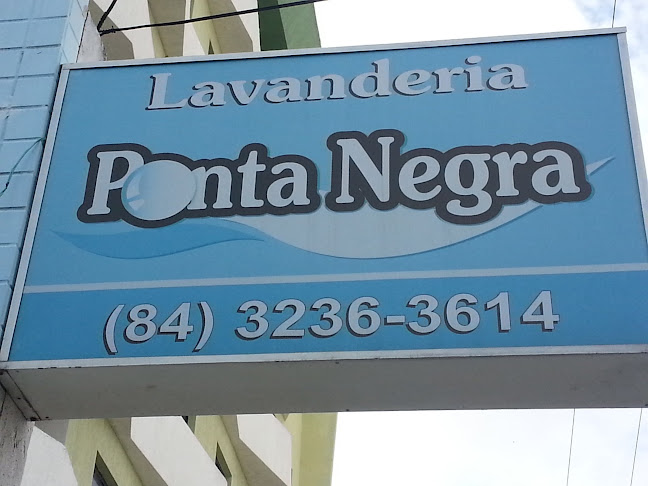 Lavanderia
Ponta Negra
(84) 3236-3614